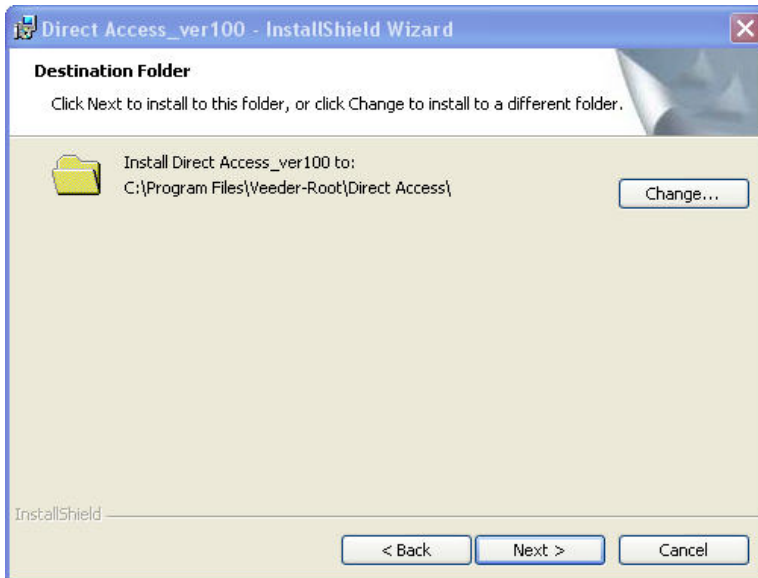 Direct Access_ver100 - InstallShield Wizard
Destination Folder
Click Next to install to this folder, or click Change to install to a different folder.
Install Direct Access_ver100 to:
C:\Program Files\Veeder-Root\Direct Access\
Change...
InstallShield
< Back
Next >
Cancel